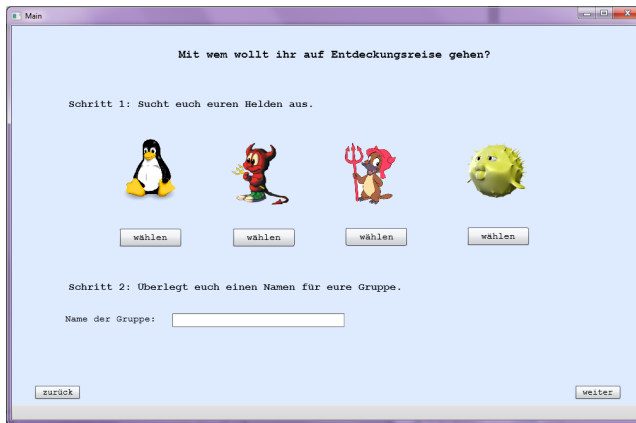 Main
Mit wem wollt ihr auf Entdeckungsreise gehen?
Schritt 1: Sucht euch euren Helden aus.
wählen wählen wählen wählen
Schritt 2: Überlegt euch einen Namen für eure Gruppe.
Name der Gruppe:
zurück weiter